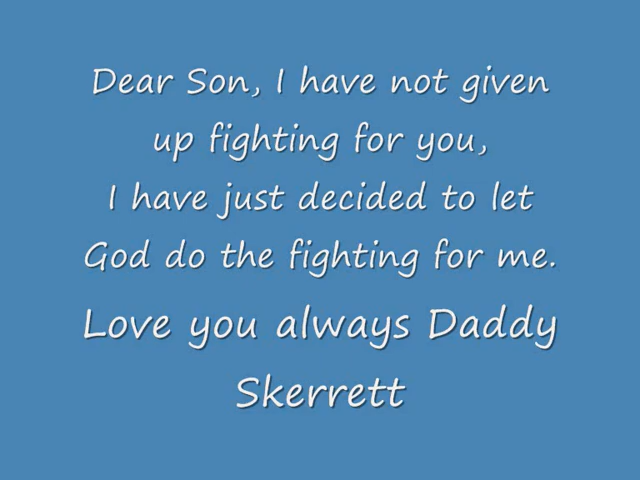 Dear Son, I have not given
up fighting for you,
I have just decided to let
God do the fighting for me.
Love you always Daddy
Skerrett